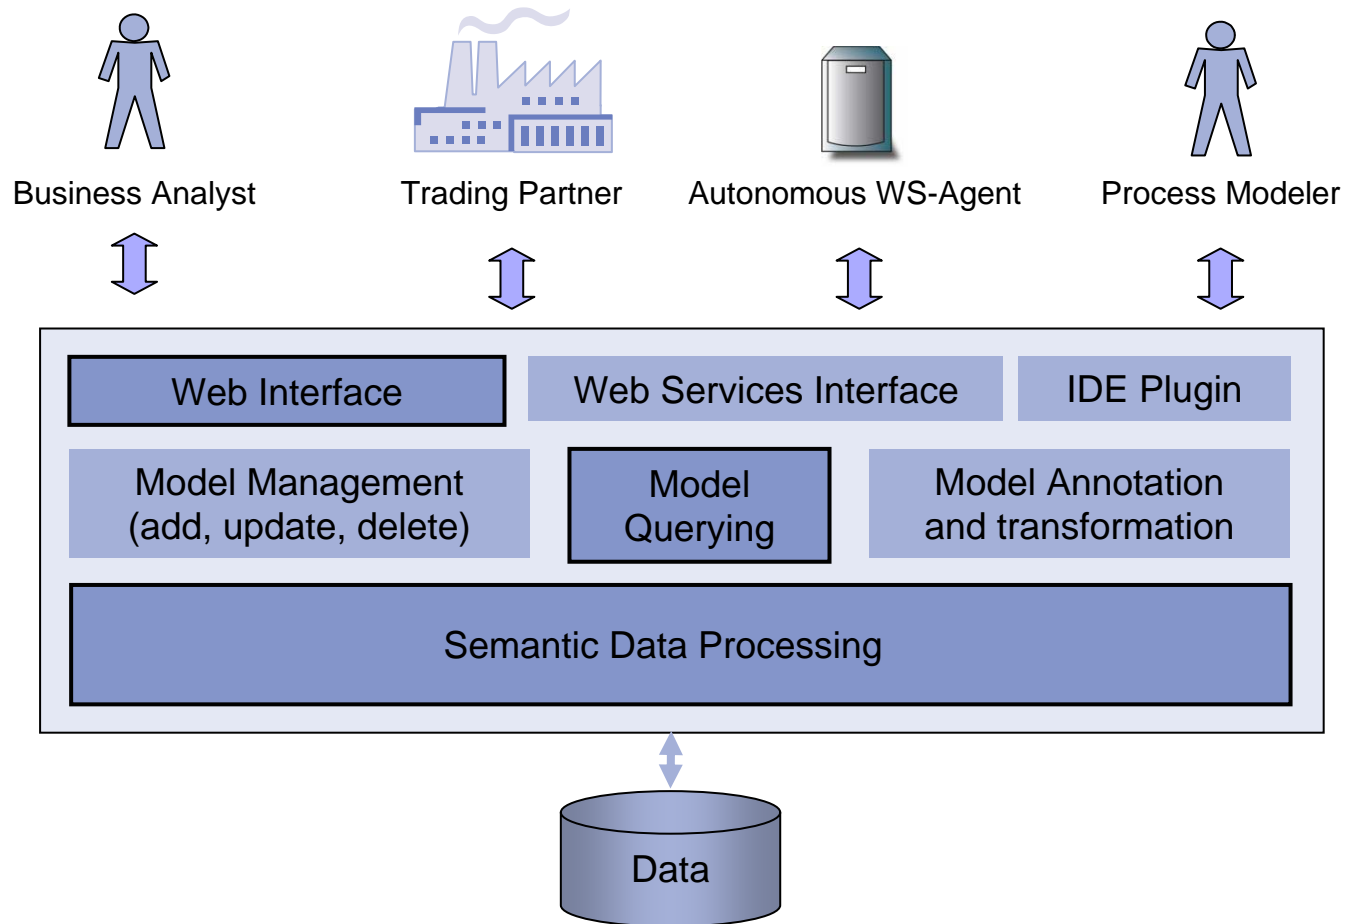 Business Analyst
Trading Partner
Autonomous WS-Agent
Process Modeler
Web Interface
Web Services Interface
IDE Plugin
Model Management
(add, update, delete)
Model
Querying
Model Annotation
and transformation
Semantic Data Processing
Data